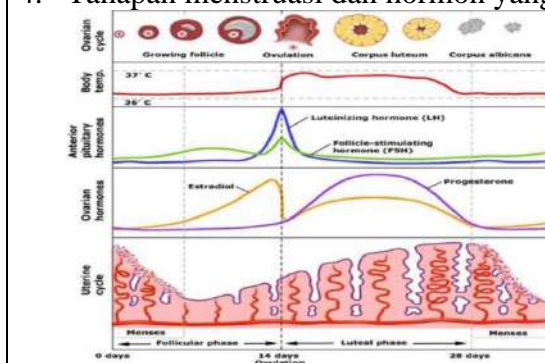 4. Tahapan menstruasi dan hormon yang
Ovarian cycle
Growing follicle
Ovulation
Corpus luteum
Corpus albicans
Body temp.
37° C
36° C
Anterior pituitary hormones
Luteinizing hormone (LH)
Follicle-stimulating hormone (FSH)
Ovarian hormones
Estradiol
Progesterone
Uterine cycle
Menses
Menses
Follicular phase
Luteal phase
0 days
14 days
28 days
Ovulation